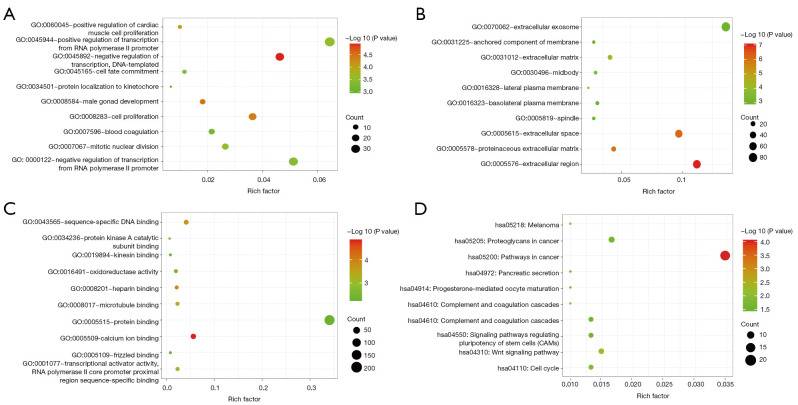 A
GO:0060045-positive regulation of cardiac
muscle cell proliferation
GO:0045944-positive regulation of transcription
from RNA polymerase II promoter
GO:0045892-negative regulation of
transcription, DNA-templated
GO:0045165-cell fate commitment
GO:0034501-protein localization to kinetochore
GO:0008584-male gonad development
GO:0008283-cell proliferation
GO:0007596-blood coagulation
GO:0007067-mitotic nuclear division
GO: 0000122-negative regulation of transcription
from RNA polymerase II promoter
0.02 0.04 0.06
Rich factor
-Log 10 (P value)
4.5
4.0
3.5
3.0
Count
10
20
30
B
GO:0070062-extracellular exosome
GO:0031225-anchored component of membrane
GO:0031012-extracellular matrix
GO:0030496-midbody
GO:0016328-lateral plasma membrane
GO:0016323-basolateral plasma membrane
GO:0005819-spindle
GO:0005615-extracellular space
GO:0005578-proteinaceous extracellular matrix
GO:0005576-extracellular region
0.05 0.1
Rich factor
-Log 10 (P value)
7
6
5
4
3
Count
20
40
60
80
C
GO:0043565-sequence-specific DNA binding
GO:0034236-protein kinase A catalytic
subunit binding
GO:0019894-kinesin binding
GO:0016491-oxidoreductase activity
GO:0008201-heparin binding
GO:0008017-microtubule binding
GO:0005515-protein binding
GO:0005509-calcium ion binding
GO:0005109-frizzled binding
GO:0001077-transcriptional activator activity,
RNA polymerase II core promoter proximal
region sequence-specific binding
0.0 0.1 0.2 0.3
Rich factor
-Log 10 (P value)
4
3
2
Count
50
100
150
200
D
hsa05218: Melanoma
hsa05205: Proteoglycans in cancer
hsa05200: Pathways in cancer
hsa04972: Pancreatic secretion
hsa04914: Progesterone-mediated oocyte maturation
hsa04610: Complement and coagulation cascades
hsa04610: Complement and coagulation cascades
hsa04550: Signaling pathways regulating
pluripotency of stem cells (CAMs)
hsa04310: Wnt signaling pathway
hsa04110: Cell cycle
0.010 0.015 0.020 0.025 0.030 0.035
Rich factor
-Log 10 (P value)
4.0
3.5
3.0
2.5
2.0
1.5
Count
10
15
20